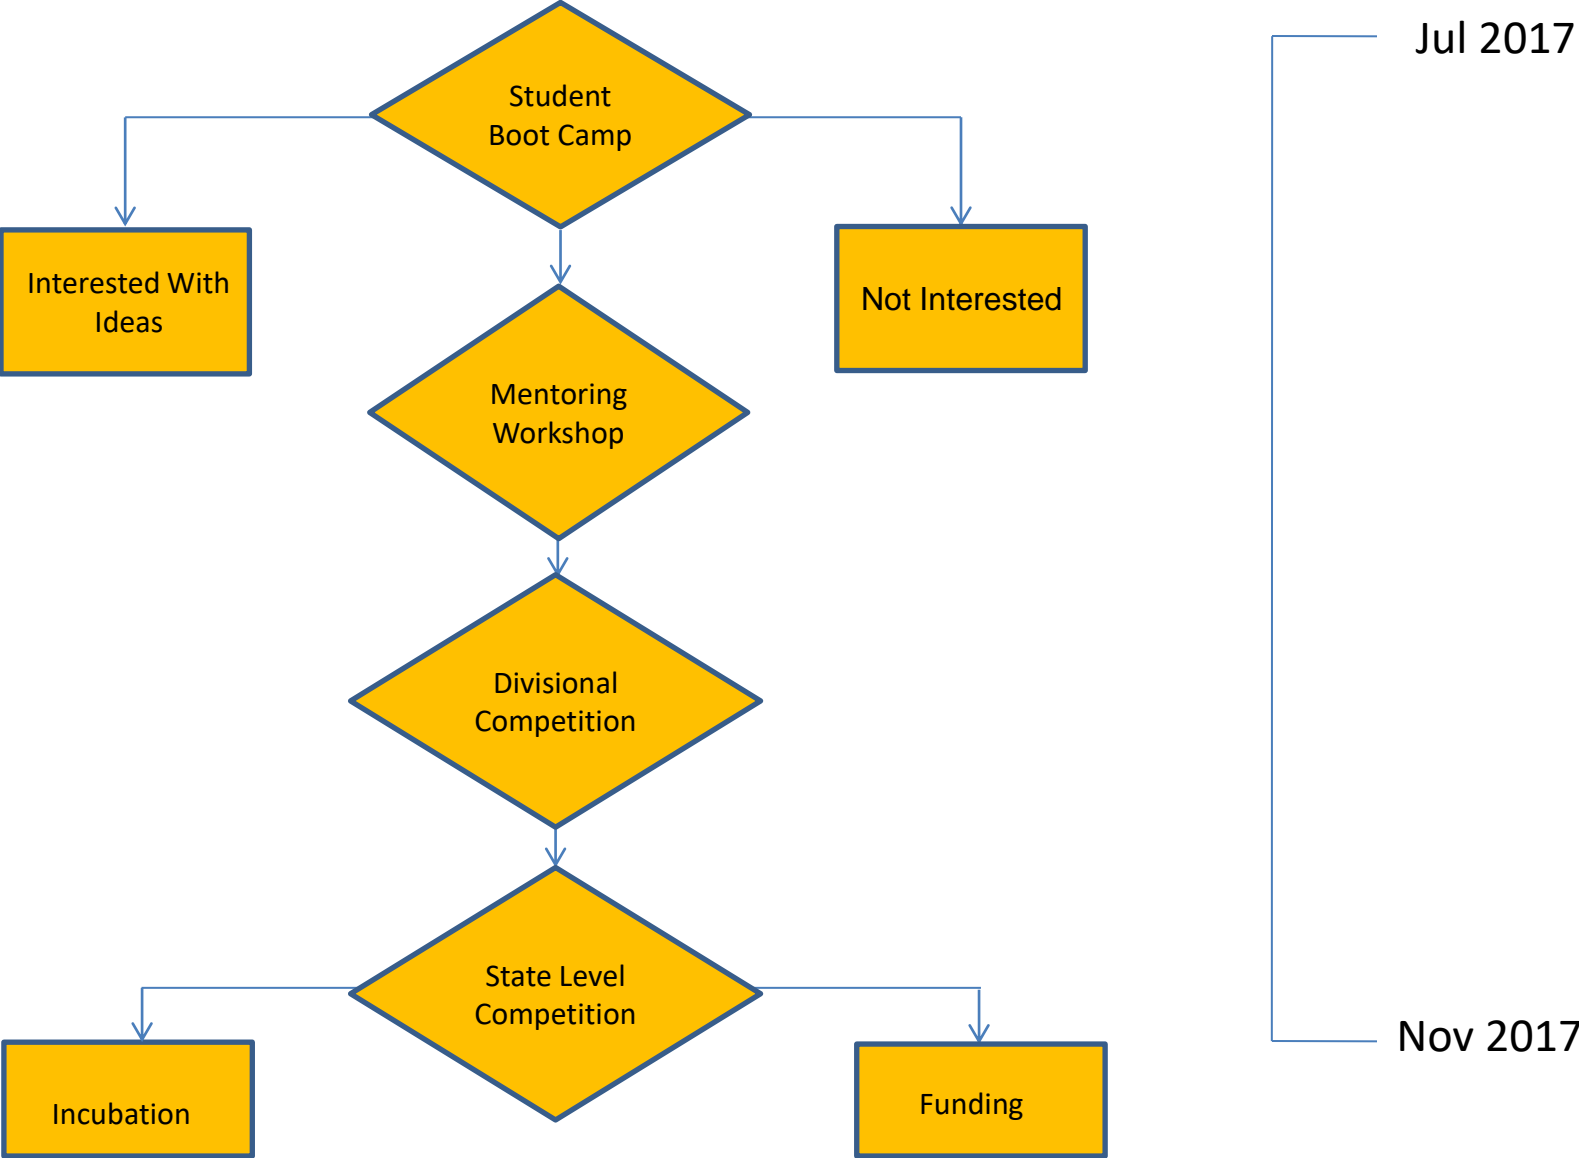 Jul 2017
Student
Boot Camp
Interested With
Ideas
Not Interested
Mentoring
Workshop
Divisional
Competition
State Level
Competition
Nov 2017
Incubation
Funding